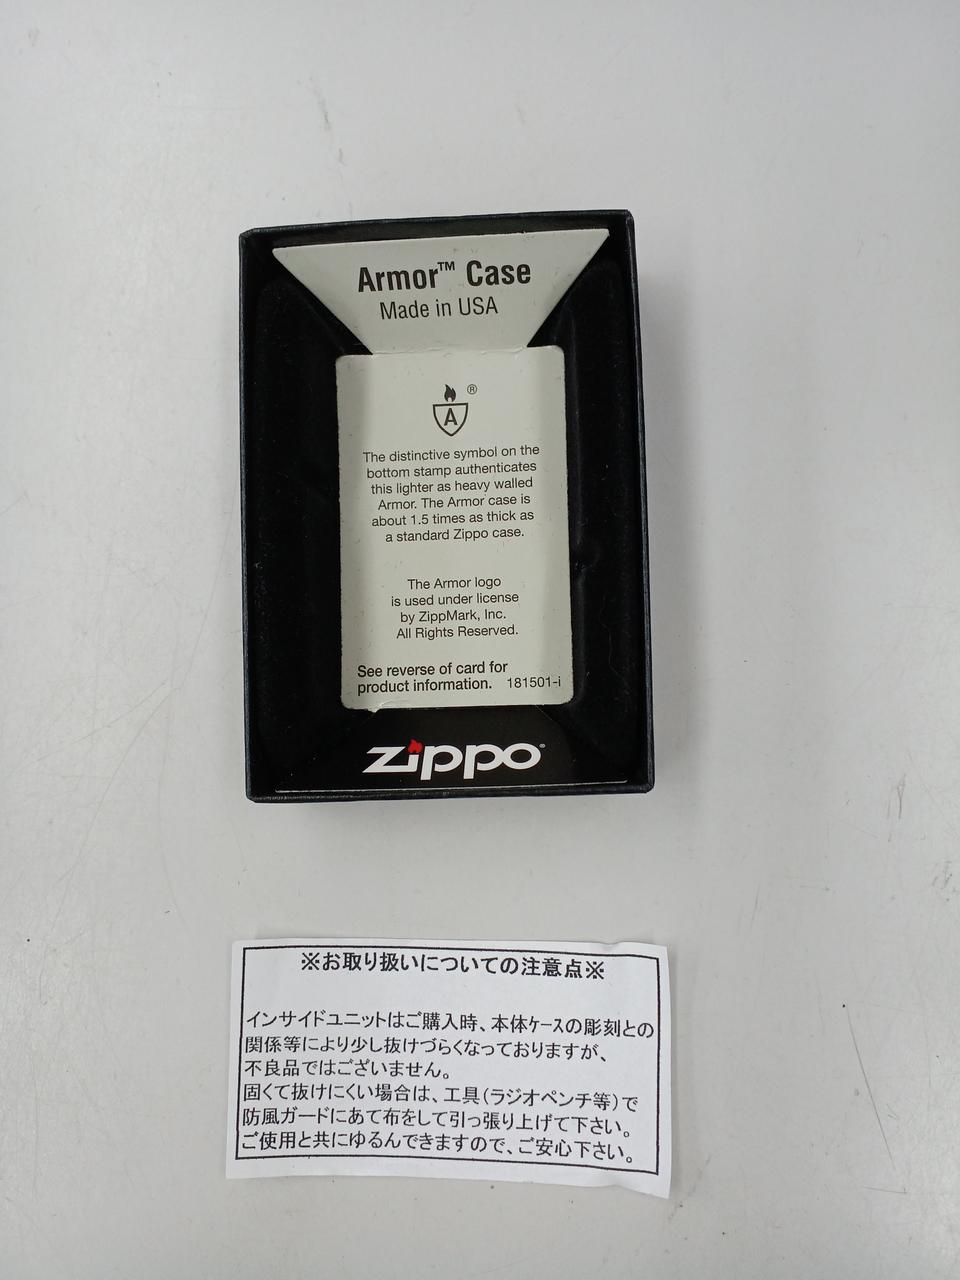 Armor™ Case
Made in USA
A ®
The distinctive symbol on the
bottom stamp authenticates
this lighter as heavy walled
Armor. The Armor case is
about 1.5 times as thick as
a standard Zippo case.
The Armor logo
is used under license
by ZippMark, Inc.
All Rights Reserved.
See reverse of card for
product information. 181501-i
zippo®
※お取り扱いについての注意点※
インサイドユニットはご購入時、本体ケースの彫刻との
関係等により少し抜けづらくなっておりますが、
不良品ではございません。
固くて抜けにくい場合は、工具(ラジオペンチ等)で
防風ガードにあて布をして引っ張り上げて下さい。
ご使用と共にゆるんできますので、ご安心下さい。